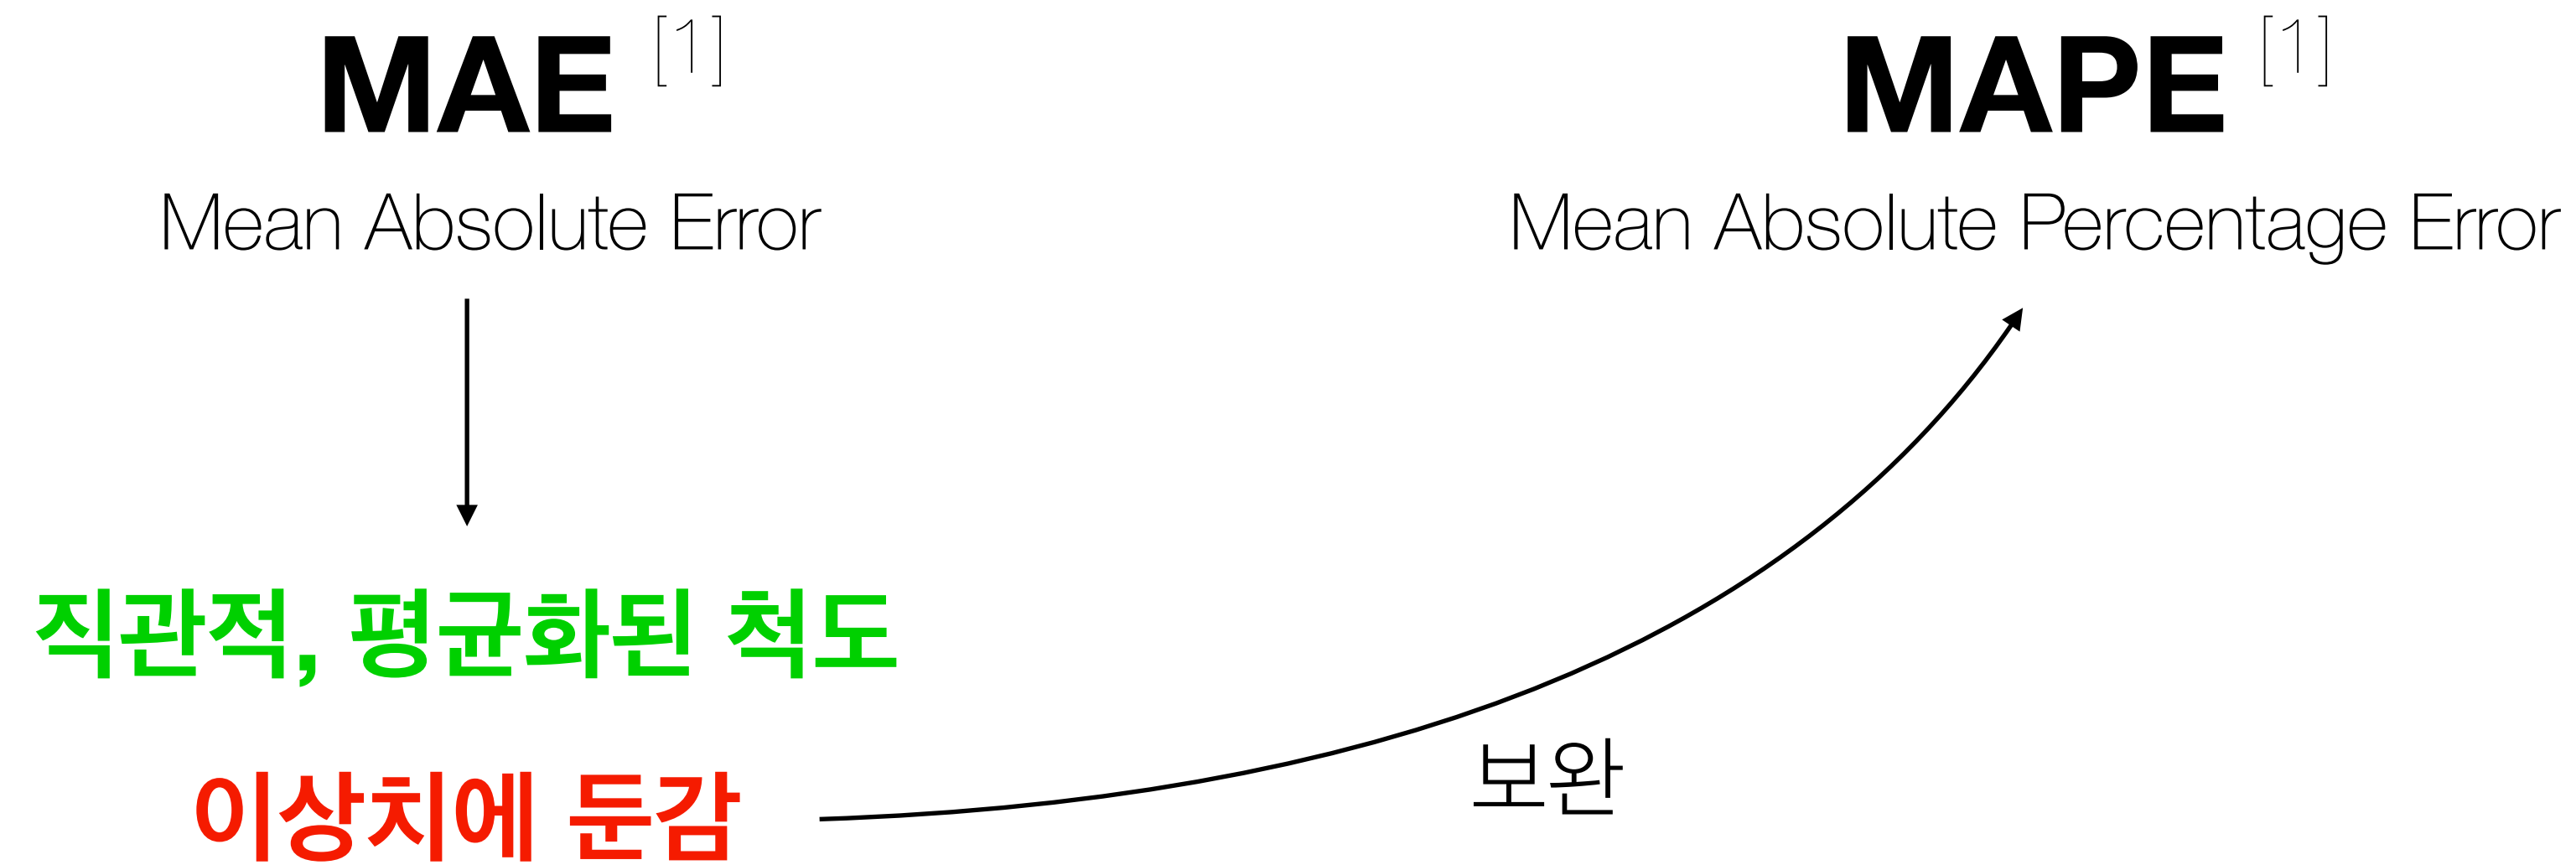 MAE [1]
Mean Absolute Error
MAPE [1]
Mean Absolute Percentage Error
직관적, 평균화된 척도
이상치에 둔감
보완